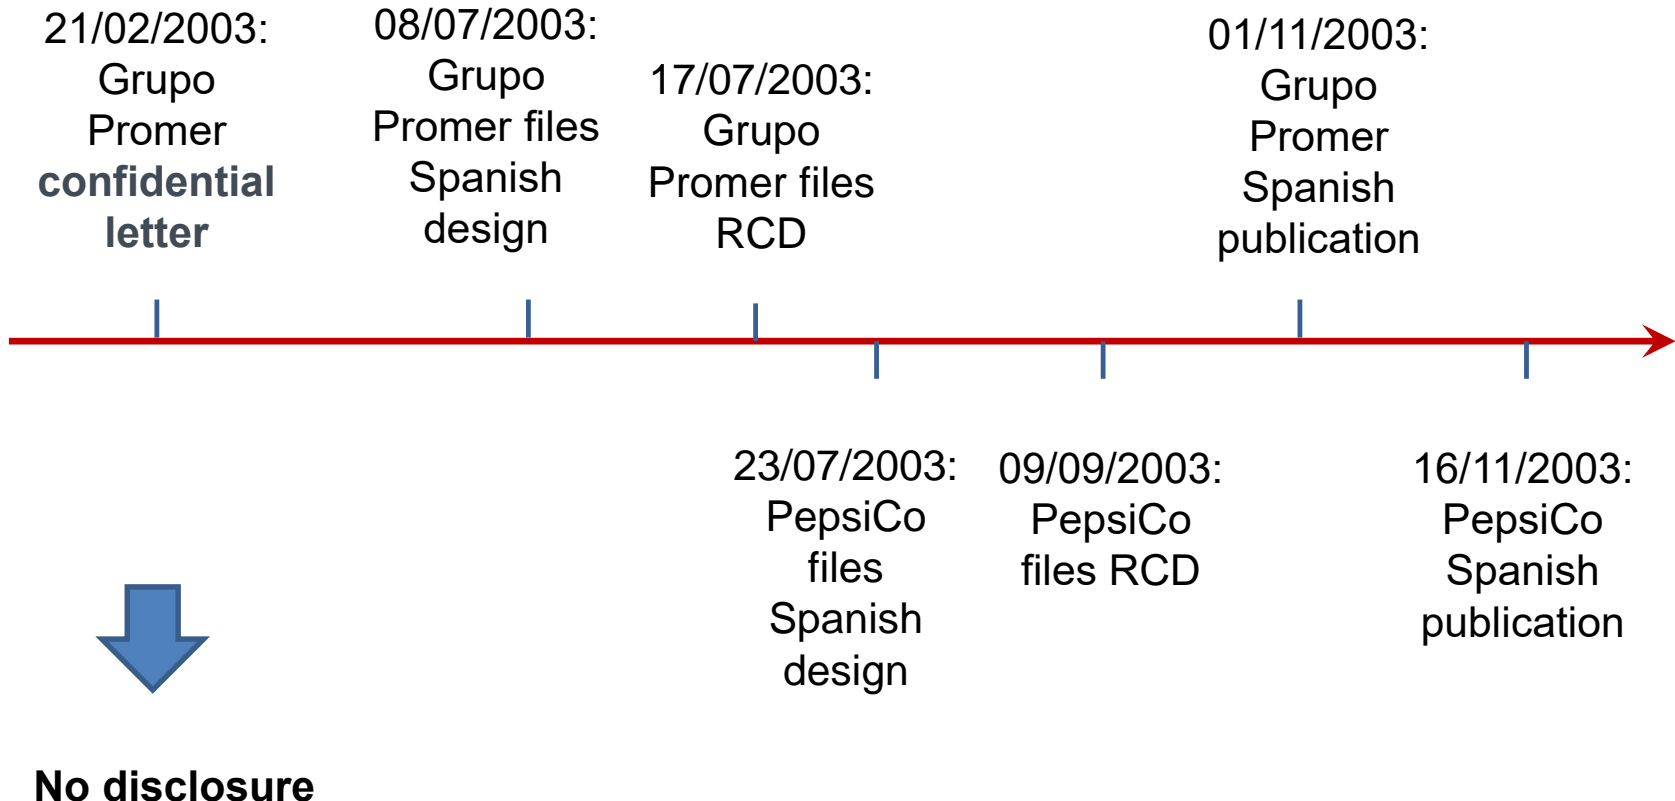 21/02/2003:
Grupo
Promer
confidential
letter
08/07/2003:
Grupo
Promer files
Spanish
design
17/07/2003:
Grupo
Promer files
RCD
01/11/2003:
Grupo
Promer
Spanish
publication
23/07/2003:
PepsiCo
files
Spanish
design
09/09/2003:
PepsiCo
files RCD
16/11/2003:
PepsiCo
Spanish
publication
No disclosure